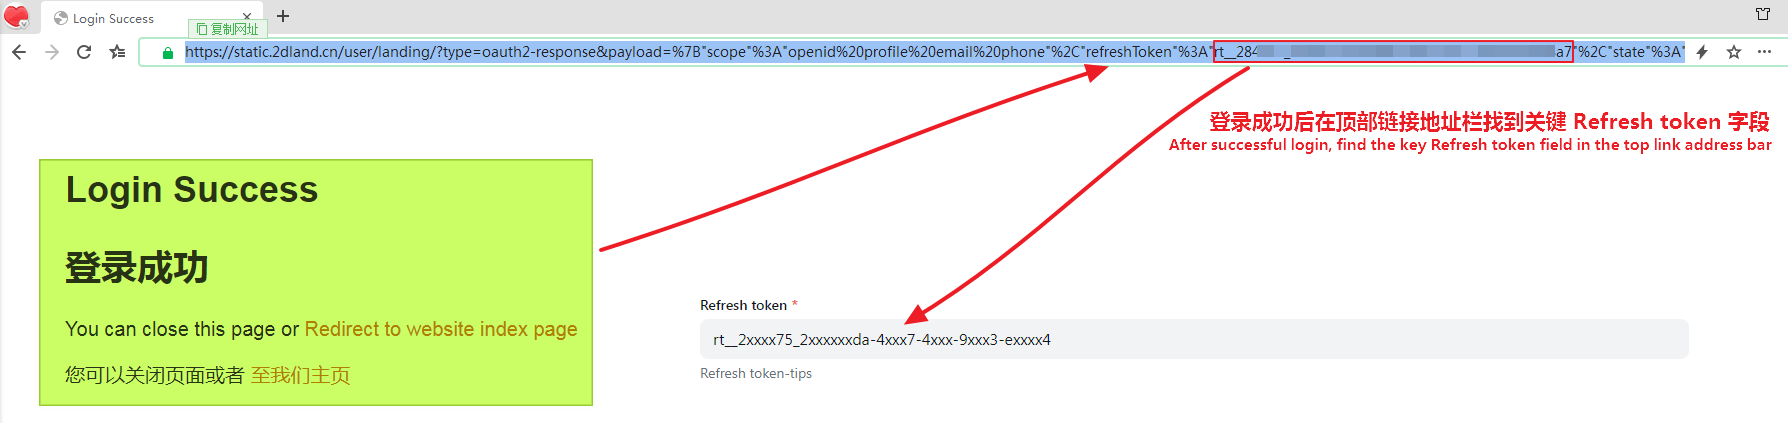 Login Success
复制网址
https://static.2dland.cn/user/landing/?type=oauth2-response&payload=%7B"scope"%3A"openid%20profile%20email%20phone"%2C"refreshToken"%3A"rt__284 _ a7"%2C"state"%3A"
登录成功后在顶部链接地址栏找到关键 Refresh token 字段
After successful login, find the key Refresh token field in the top link address bar
Login Success
登录成功
You can close this page or Redirect to website index page
您可以关闭页面或者 至我们主页
Refresh token *
rt__2xxxx75_2xxxxxxda-4xxx7-4xxx-9xxx3-exxxx4
Refresh token-tips